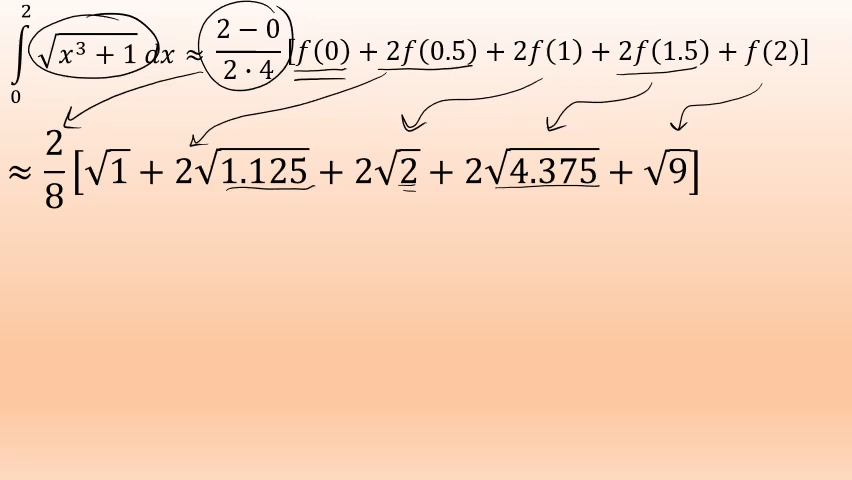 ∫₀² √(x³ + 1) dx ≈ (2 − 0)/(2 · 4) [f(0) + 2f(0.5) + 2f(1) + 2f(1.5) + f(2)]
≈ 2/8 [√1 + 2√1.125 + 2√2 + 2√4.375 + √9]